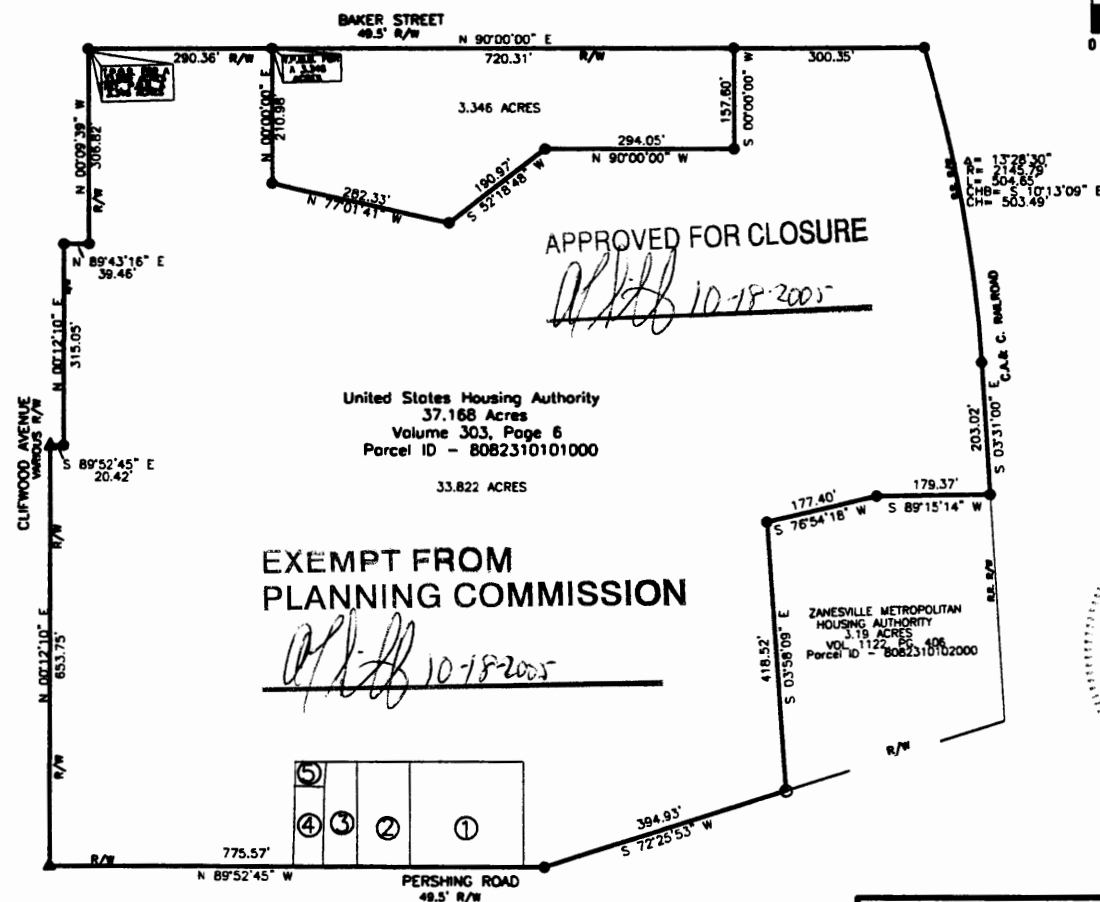 BAKER STREET
49.5' R/W
N 90°00'00" E
290.36' R/W
720.31' R/W
300.35'
0
3.346 ACRES
N 00°09'39" W
306.82'
R/W
N 00°00'00" E
210.98'
157.60'
S 00°00'00" W
294.05'
N 90°00'00" W
190.97'
S 52°18'48" W
282.33'
N 77°01'41" W
R.R. R/W
Δ= 13°28'30"
R= 2145.79'
L= 504.65'
CHB= S 10°13'09" E
CH= 503.49'
APPROVED FOR CLOSURE
10-18-2005
N 89°43'16" E
39.46'
N 00°12'10" E
315.05'
C.A.& C. RAILROAD
203.02'
S 03°31'00" E
United States Housing Authority
37.168 Acres
Volume 303, Page 6
Parcel ID - 8082310101000
33.822 ACRES
CLIFWOOD AVENUE
VARIOUS R/W
S 89°52'45" E
20.42'
179.37'
S 89°15'14" W
177.40'
S 76°54'18" W
R/W
EXEMPT FROM
PLANNING COMMISSION
10-18-2005
R.R. R/W
ZANESVILLE METROPOLITAN
HOUSING AUTHORITY
3.19 ACRES
VOL 1122, PG 406
Parcel ID - 8082310102000
418.52'
S 03°58'09" E
N 00°12'10" E
653.75'
R/W
R/W
5
4
3
2
1
394.93'
S 72°25'53" W
R/W
775.57'
N 89°52'45" W
PERSHING ROAD
49.5' R/W